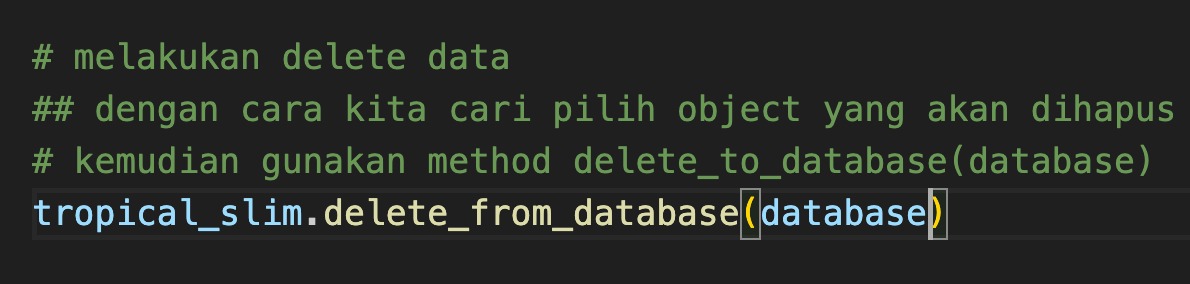 # melakukan delete data
## dengan cara kita cari pilih object yang akan dihapus
# kemudian gunakan method delete_to_database(database)
tropical_slim.delete_from_database(database)